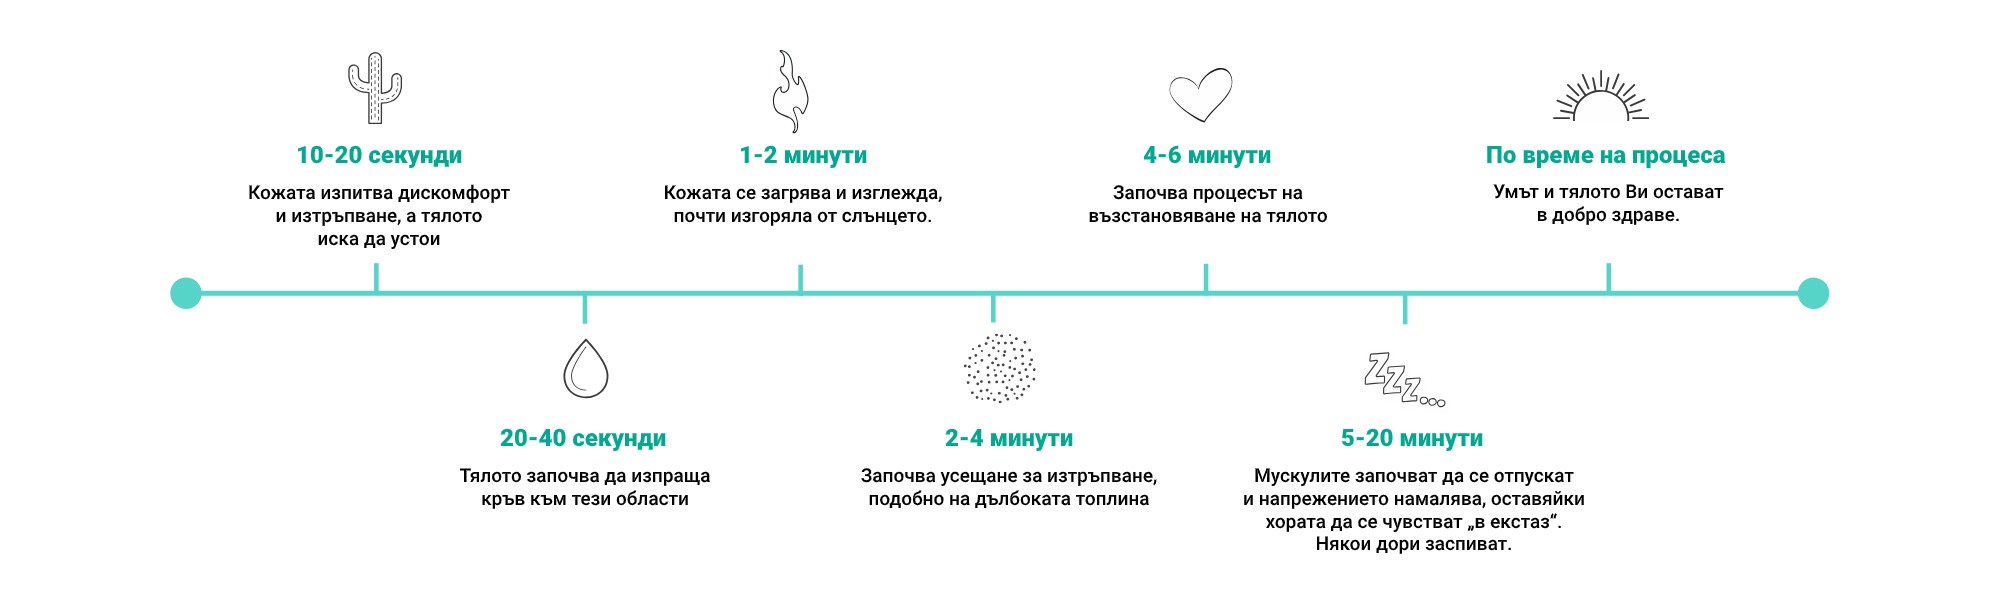 10-20 секунди
Кожата изпитва дискомфорт
и изтръпване, а тялото
иска да устои
20-40 секунди
Тялото започва да изпраща
кръв към тези области
1-2 минути
Кожата се загрява и изглежда,
почти изгоряла от слънцето.
2-4 минути
Започва усещане за изтръпване,
подобно на дълбоката топлина
4-6 минути
Започва процесът на
възстановяване на тялото
ZZZ...
5-20 минути
Мускулите започват да се отпускат
и напрежението намалява, оставяйки
хората да се чувстват „в екстаз“.
Някои дори заспиват.
По време на процеса
Умът и тялото Ви остават
в добро здраве.